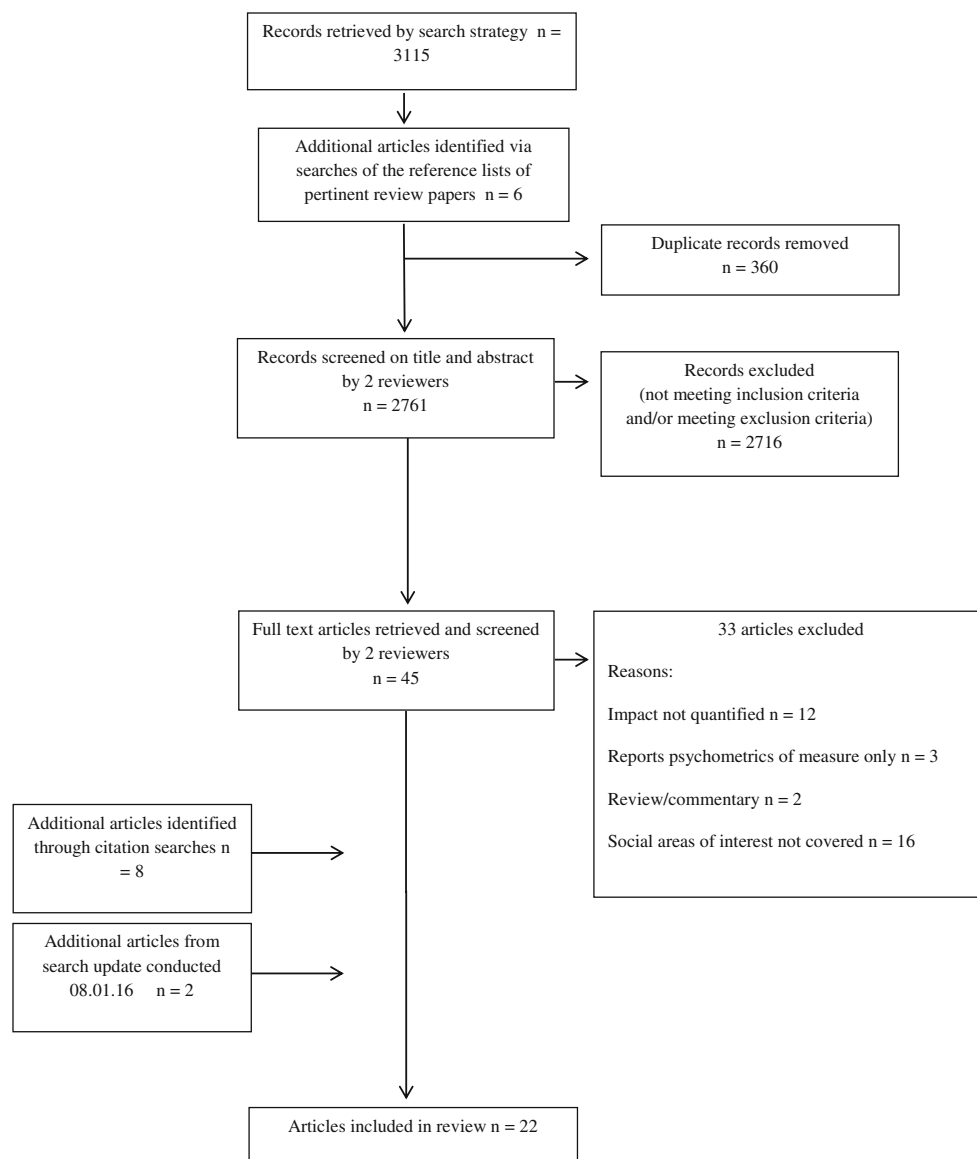 Records retrieved by search strategy n =
3115
Additional articles identified via
searches of the reference lists of
pertinent review papers n = 6
Duplicate records removed
n = 360
Records screened on title and abstract
by 2 reviewers
n = 2761
Records excluded
(not meeting inclusion criteria
and/or meeting exclusion criteria)
n = 2716
Full text articles retrieved and screened
by 2 reviewers
n = 45
33 articles excluded
Reasons:
Impact not quantified n = 12
Reports psychometrics of measure only n = 3
Review/commentary n = 2
Social areas of interest not covered n = 16
Additional articles identified
through citation searches n
= 8
Additional articles from
search update conducted
08.01.16 n = 2
Articles included in review n = 22